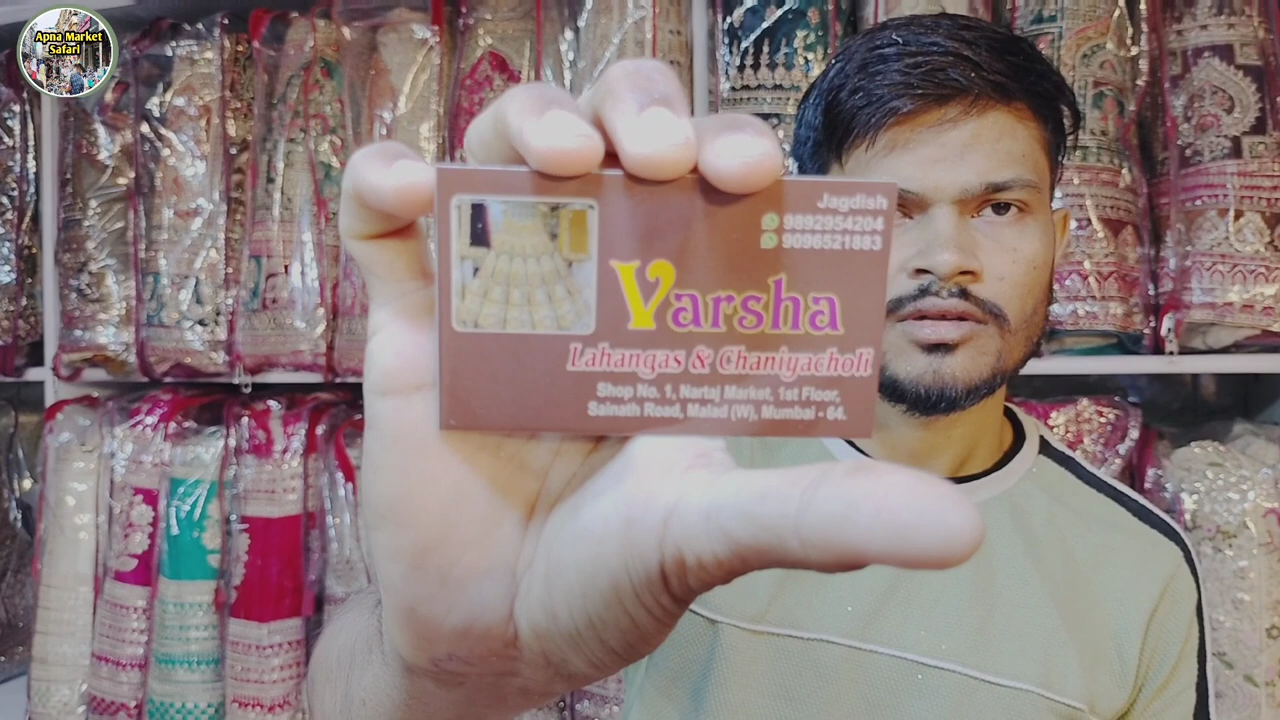 Apna Market
Safari
Jagdish
9892954204
9096521883
Varsha
Lahangas & Chaniyacholi
Shop No. 1, Nartaj Market, 1st Floor,
Sainath Road, Malad (W), Mumbai - 64.